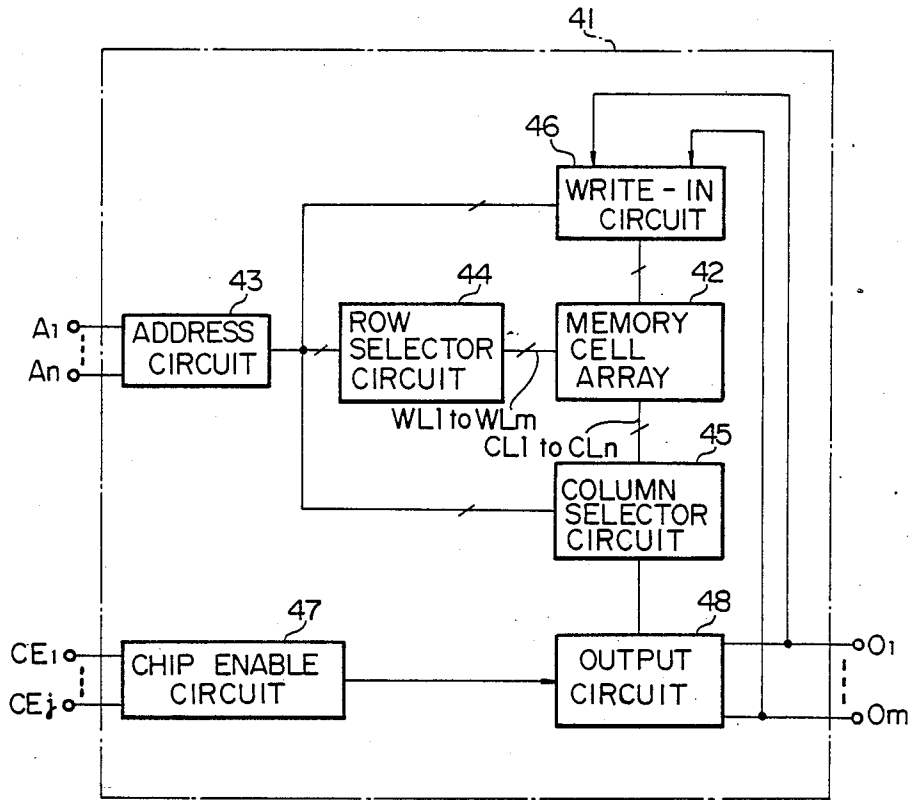 41
46
WRITE-IN
CIRCUIT
43
44
42
A1
An
ADDRESS
CIRCUIT
ROW
SELECTOR
CIRCUIT
MEMORY
CELL
ARRAY
WL1 to WLm
CL1 to CLn
45
COLUMN
SELECTOR
CIRCUIT
47
48
CE1
CEj
CHIP ENABLE
CIRCUIT
OUTPUT
CIRCUIT
O1
Om